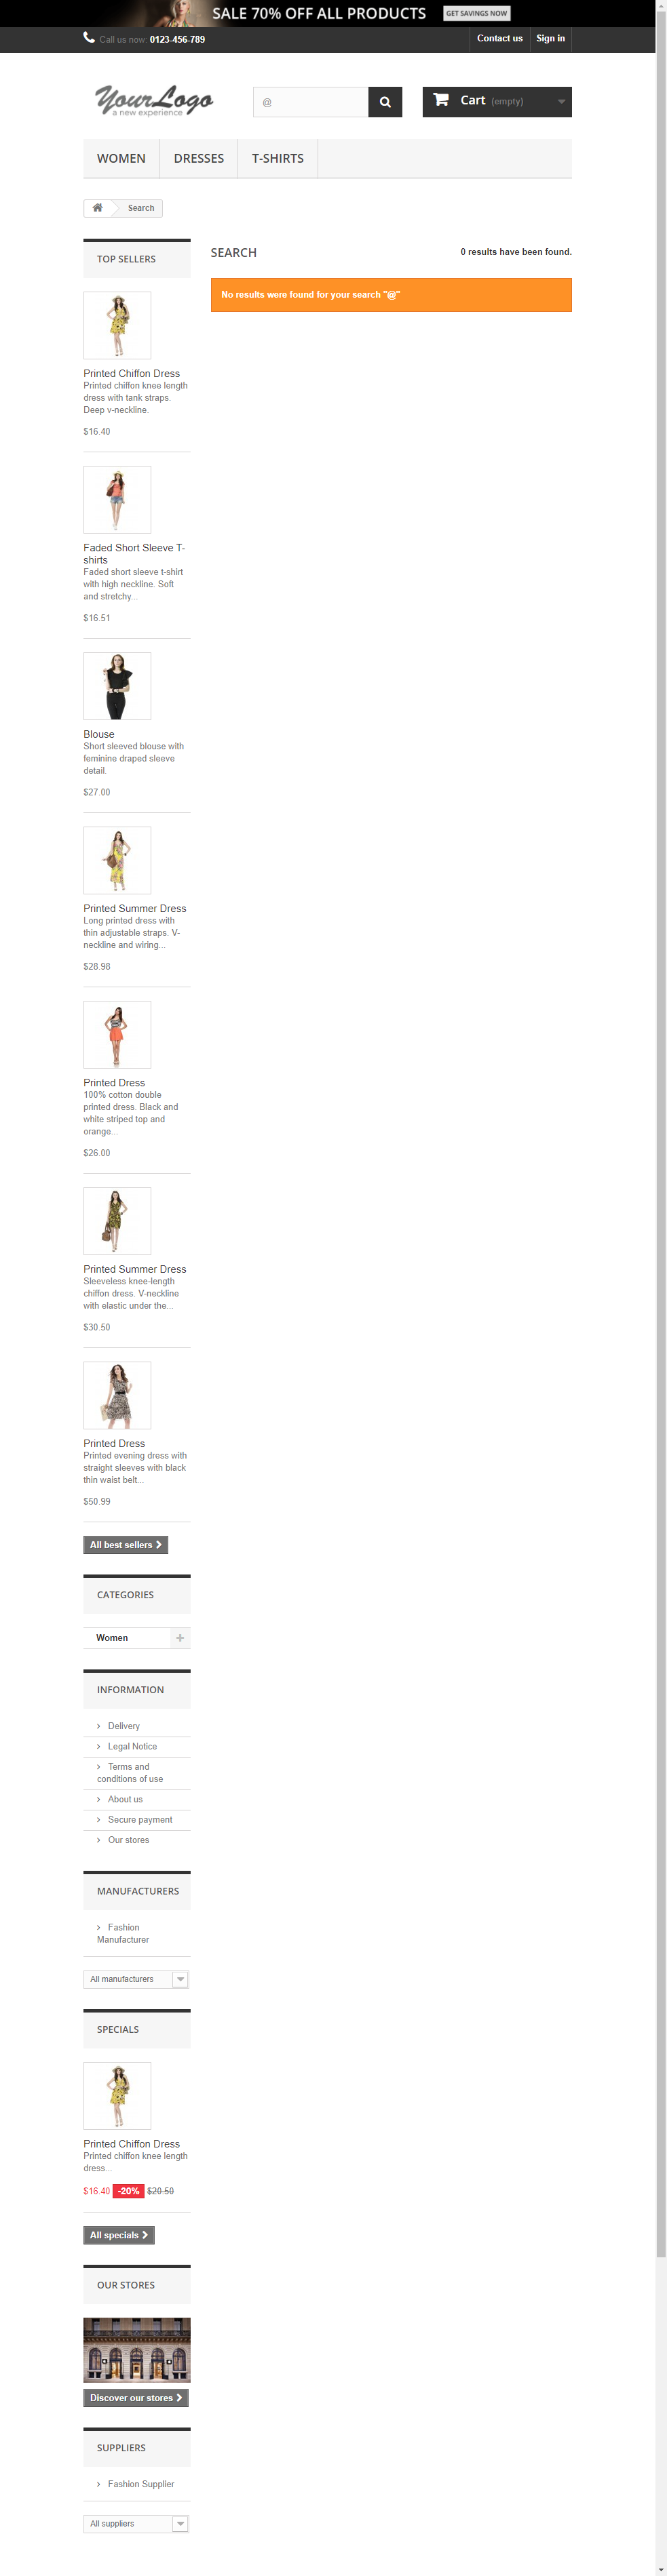 SALE 70% OFF ALL PRODUCTS GET SAVINGS NOW
Call us now: 0123-456-789 Contact us Sign in
YourLogo
a new experience
@ Cart (empty)
WOMEN DRESSES T-SHIRTS
Search
TOP SELLERS
SEARCH 0 results have been found.
No results were found for your search "@"
Printed Chiffon Dress
Printed chiffon knee length
dress with tank straps.
Deep v-neckline.
$16.40
Faded Short Sleeve T-
shirts
Faded short sleeve t-shirt
with high neckline. Soft
and stretchy...
$16.51
Blouse
Short sleeved blouse with
feminine draped sleeve
detail.
$27.00
Printed Summer Dress
Long printed dress with
thin adjustable straps. V-
neckline and wiring...
$28.98
Printed Dress
100% cotton double
printed dress. Black and
white striped top and
orange...
$26.00
Printed Summer Dress
Sleeveless knee-length
chiffon dress. V-neckline
with elastic under the...
$30.50
Printed Dress
Printed evening dress with
straight sleeves with black
thin waist belt...
$50.99
All best sellers
CATEGORIES
Women
INFORMATION
Delivery
Legal Notice
Terms and
conditions of use
About us
Secure payment
Our stores
MANUFACTURERS
Fashion
Manufacturer
All manufacturers
SPECIALS
Printed Chiffon Dress
Printed chiffon knee length
dress...
$16.40 -20% $20.50
All specials
OUR STORES
Discover our stores
SUPPLIERS
Fashion Supplier
All suppliers